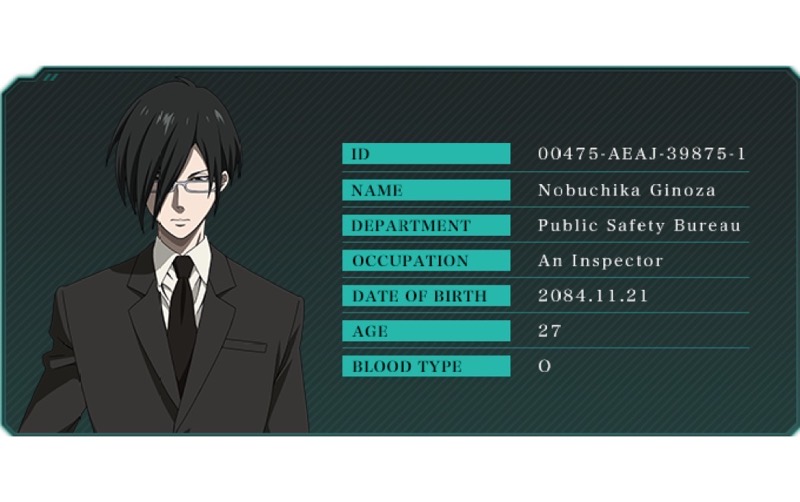 ID 00475-AEAJ-39875-1
NAME Nobuchika Ginoza
DEPARTMENT Public Safety Bureau
OCCUPATION An Inspector
DATE OF BIRTH 2084.11.21
AGE 27
BLOOD TYPE O